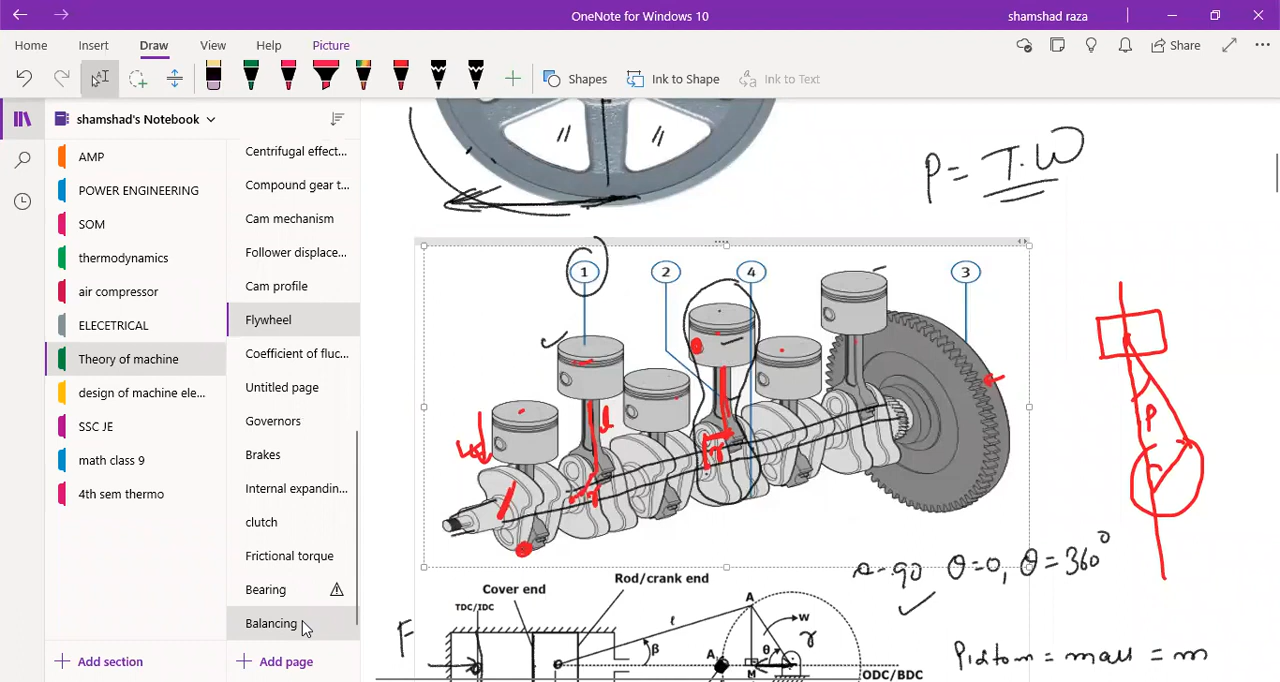 OneNote for Windows 10
shamshad raza
Home Insert Draw View Help Picture
Share
Shapes Ink to Shape Ink to Text
shamshad's Notebook
AMP
POWER ENGINEERING
SOM
thermodynamics
air compressor
ELECETRICAL
Theory of machine
design of machine ele...
SSC JE
math class 9
4th sem thermo
Add section
Centrifugal effect...
Compound gear t...
Cam mechanism
Follower displace...
Cam profile
Flywheel
Coefficient of fluc...
Untitled page
Governors
Brakes
Internal expandin...
clutch
Frictional torque
Bearing
Balancing
Add page
P = T.W
1 2 4 3
l
r
P
θ=0, θ=360°
Cover end
Rod/crank end
TDC/IDC
F
l
β
A
A
w
θ
r
M
ODC/BDC
Piston = mass = m